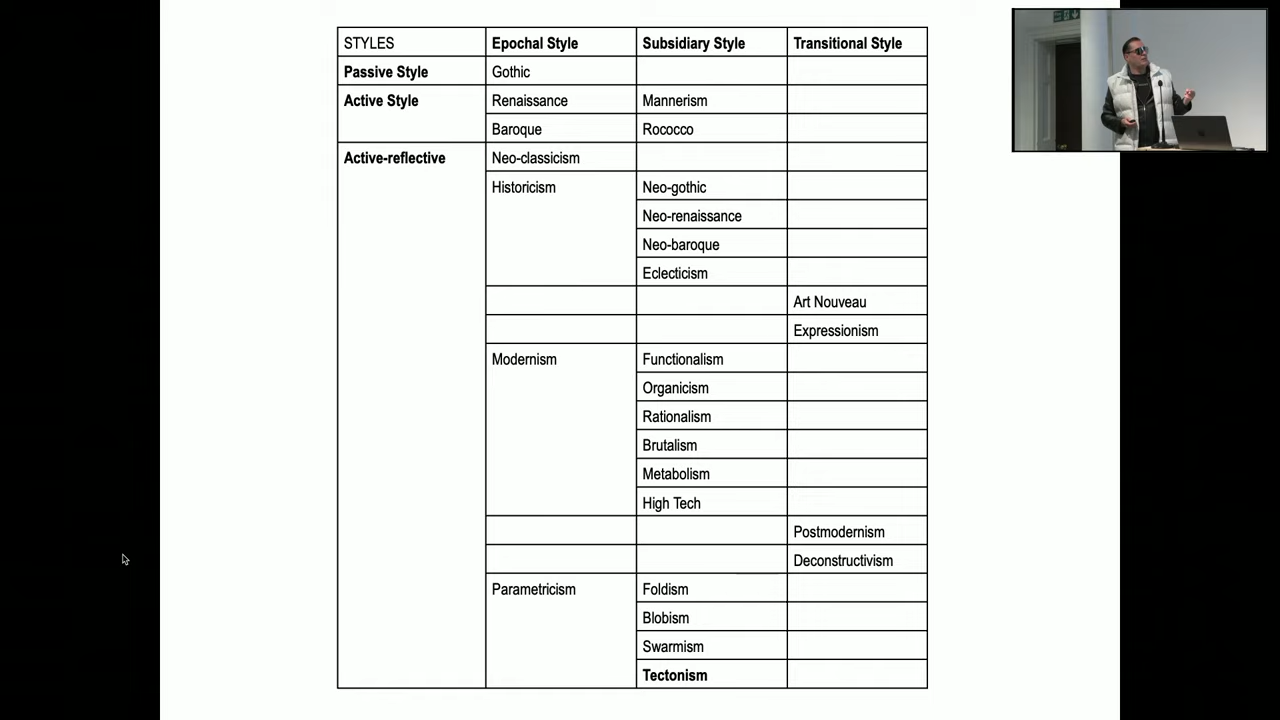 STYLES Epochal Style Subsidiary Style Transitional Style
Passive Style Gothic
Active Style Renaissance Mannerism
Baroque Rococco
Active-reflective Neo-classicism
Historicism Neo-gothic
Neo-renaissance
Neo-baroque
Eclecticism
Art Nouveau
Expressionism
Modernism Functionalism
Organicism
Rationalism
Brutalism
Metabolism
High Tech
Postmodernism
Deconstructivism
Parametricism Foldism
Blobism
Swarmism
Tectonism